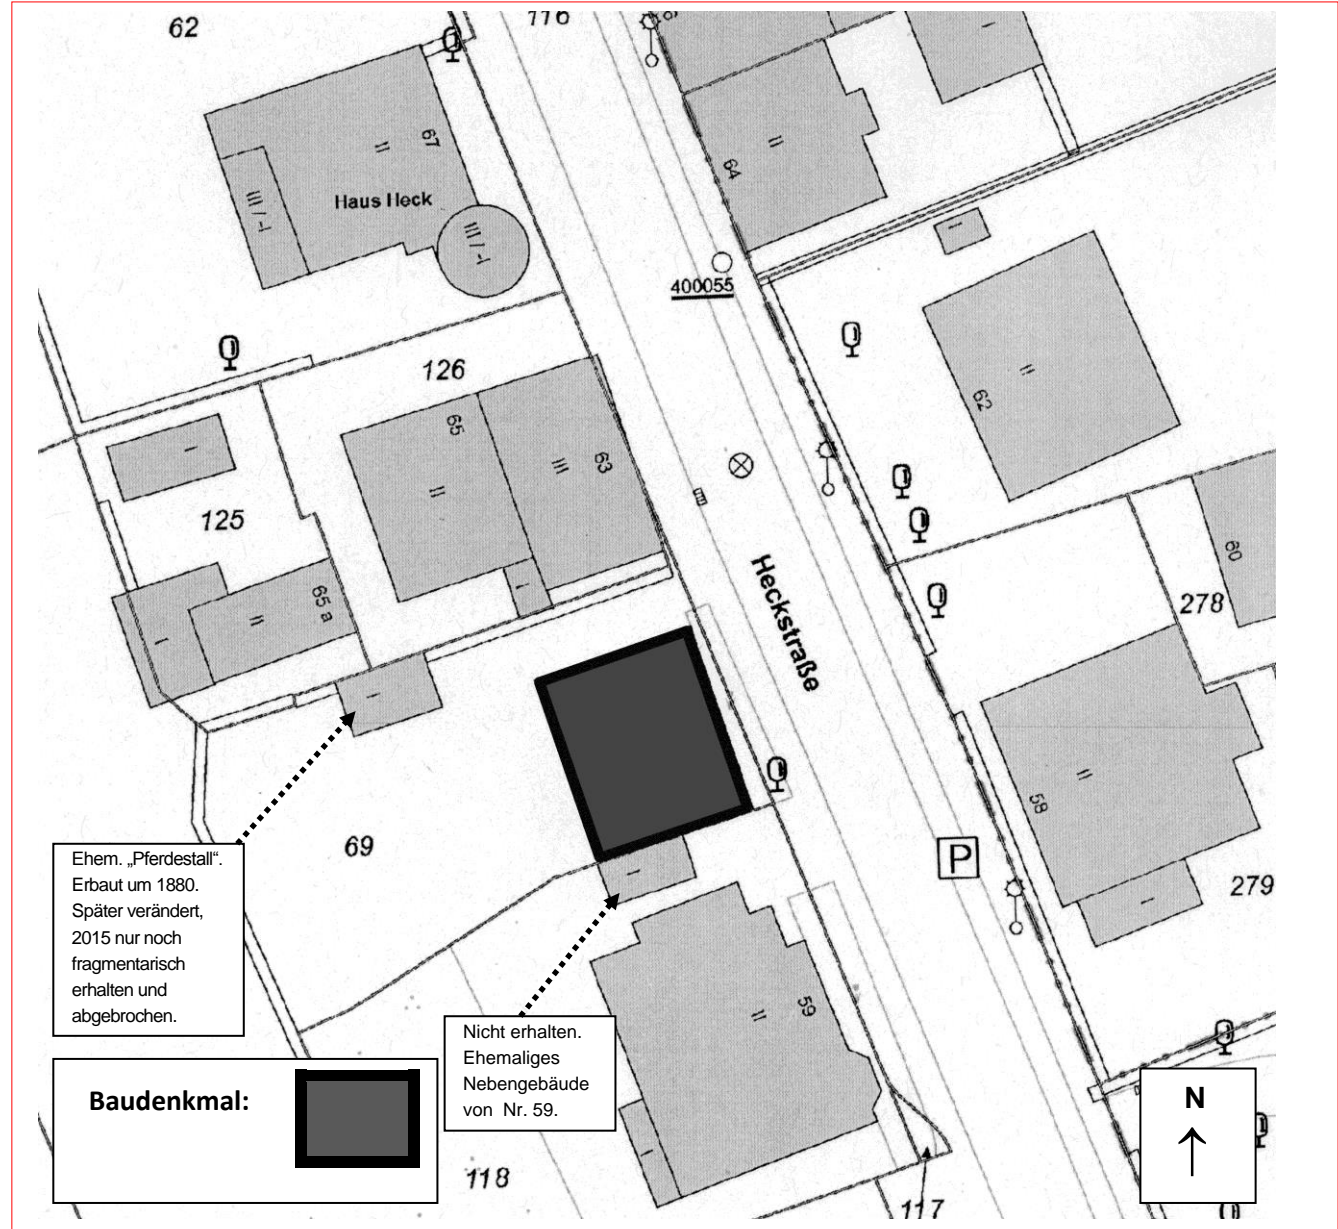 62
116
67
II
Haus Heck
III / -I
III / -I
64
II
I
I
400055
126
62
II
65
II
63
III
I
125
I
60
278
Heckstraße
65 a
II
I
I
I
58
II
69
P
279
I
I
59
II
I
118
117
Ehem. „Pferdestall“.
Erbaut um 1880.
Später verändert,
2015 nur noch
fragmentarisch
erhalten und
abgebrochen.
Nicht erhalten.
Ehemaliges
Nebengebäude
von Nr. 59.
Baudenkmal:
N